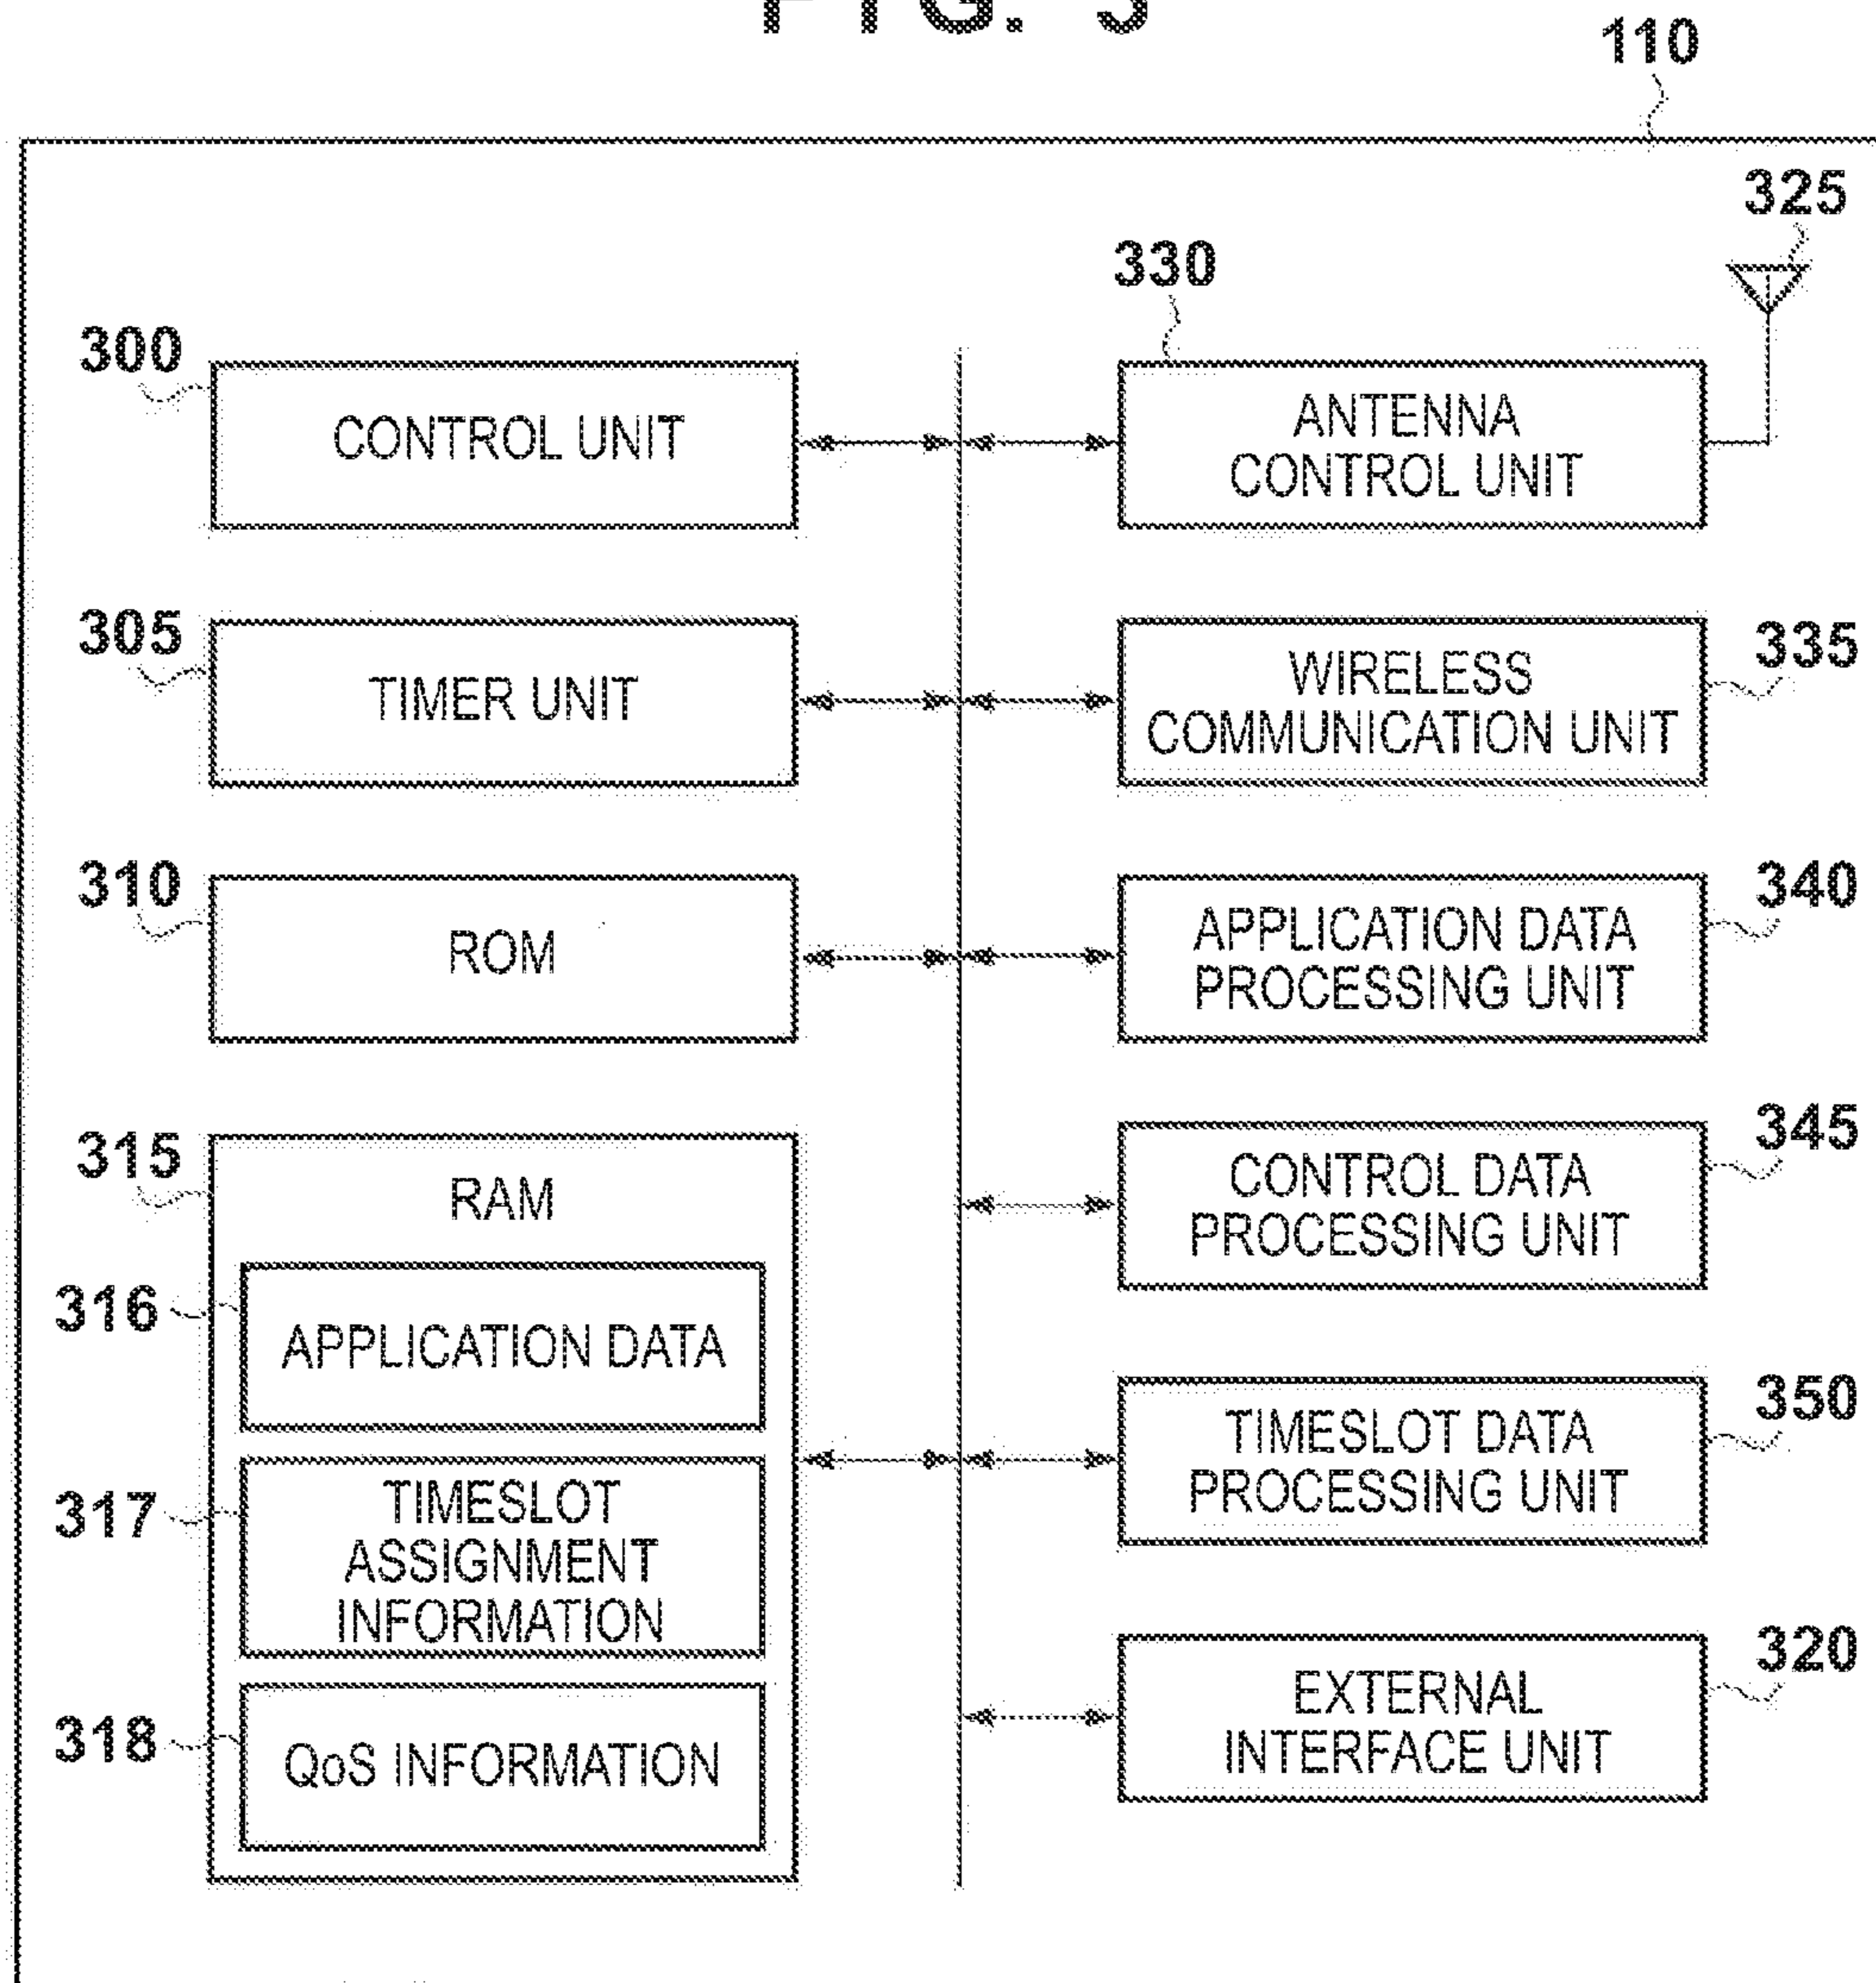 FIG. 3
110
325
330
300
CONTROL UNIT
ANTENNA
CONTROL UNIT
305
TIMER UNIT
335
WIRELESS
COMMUNICATION UNIT
310
ROM
340
APPLICATION DATA
PROCESSING UNIT
315
RAM
345
CONTROL DATA
PROCESSING UNIT
316
APPLICATION DATA
350
TIMESLOT DATA
PROCESSING UNIT
317
TIMESLOT
ASSIGNMENT
INFORMATION
320
EXTERNAL
INTERFACE UNIT
318
QoS INFORMATION